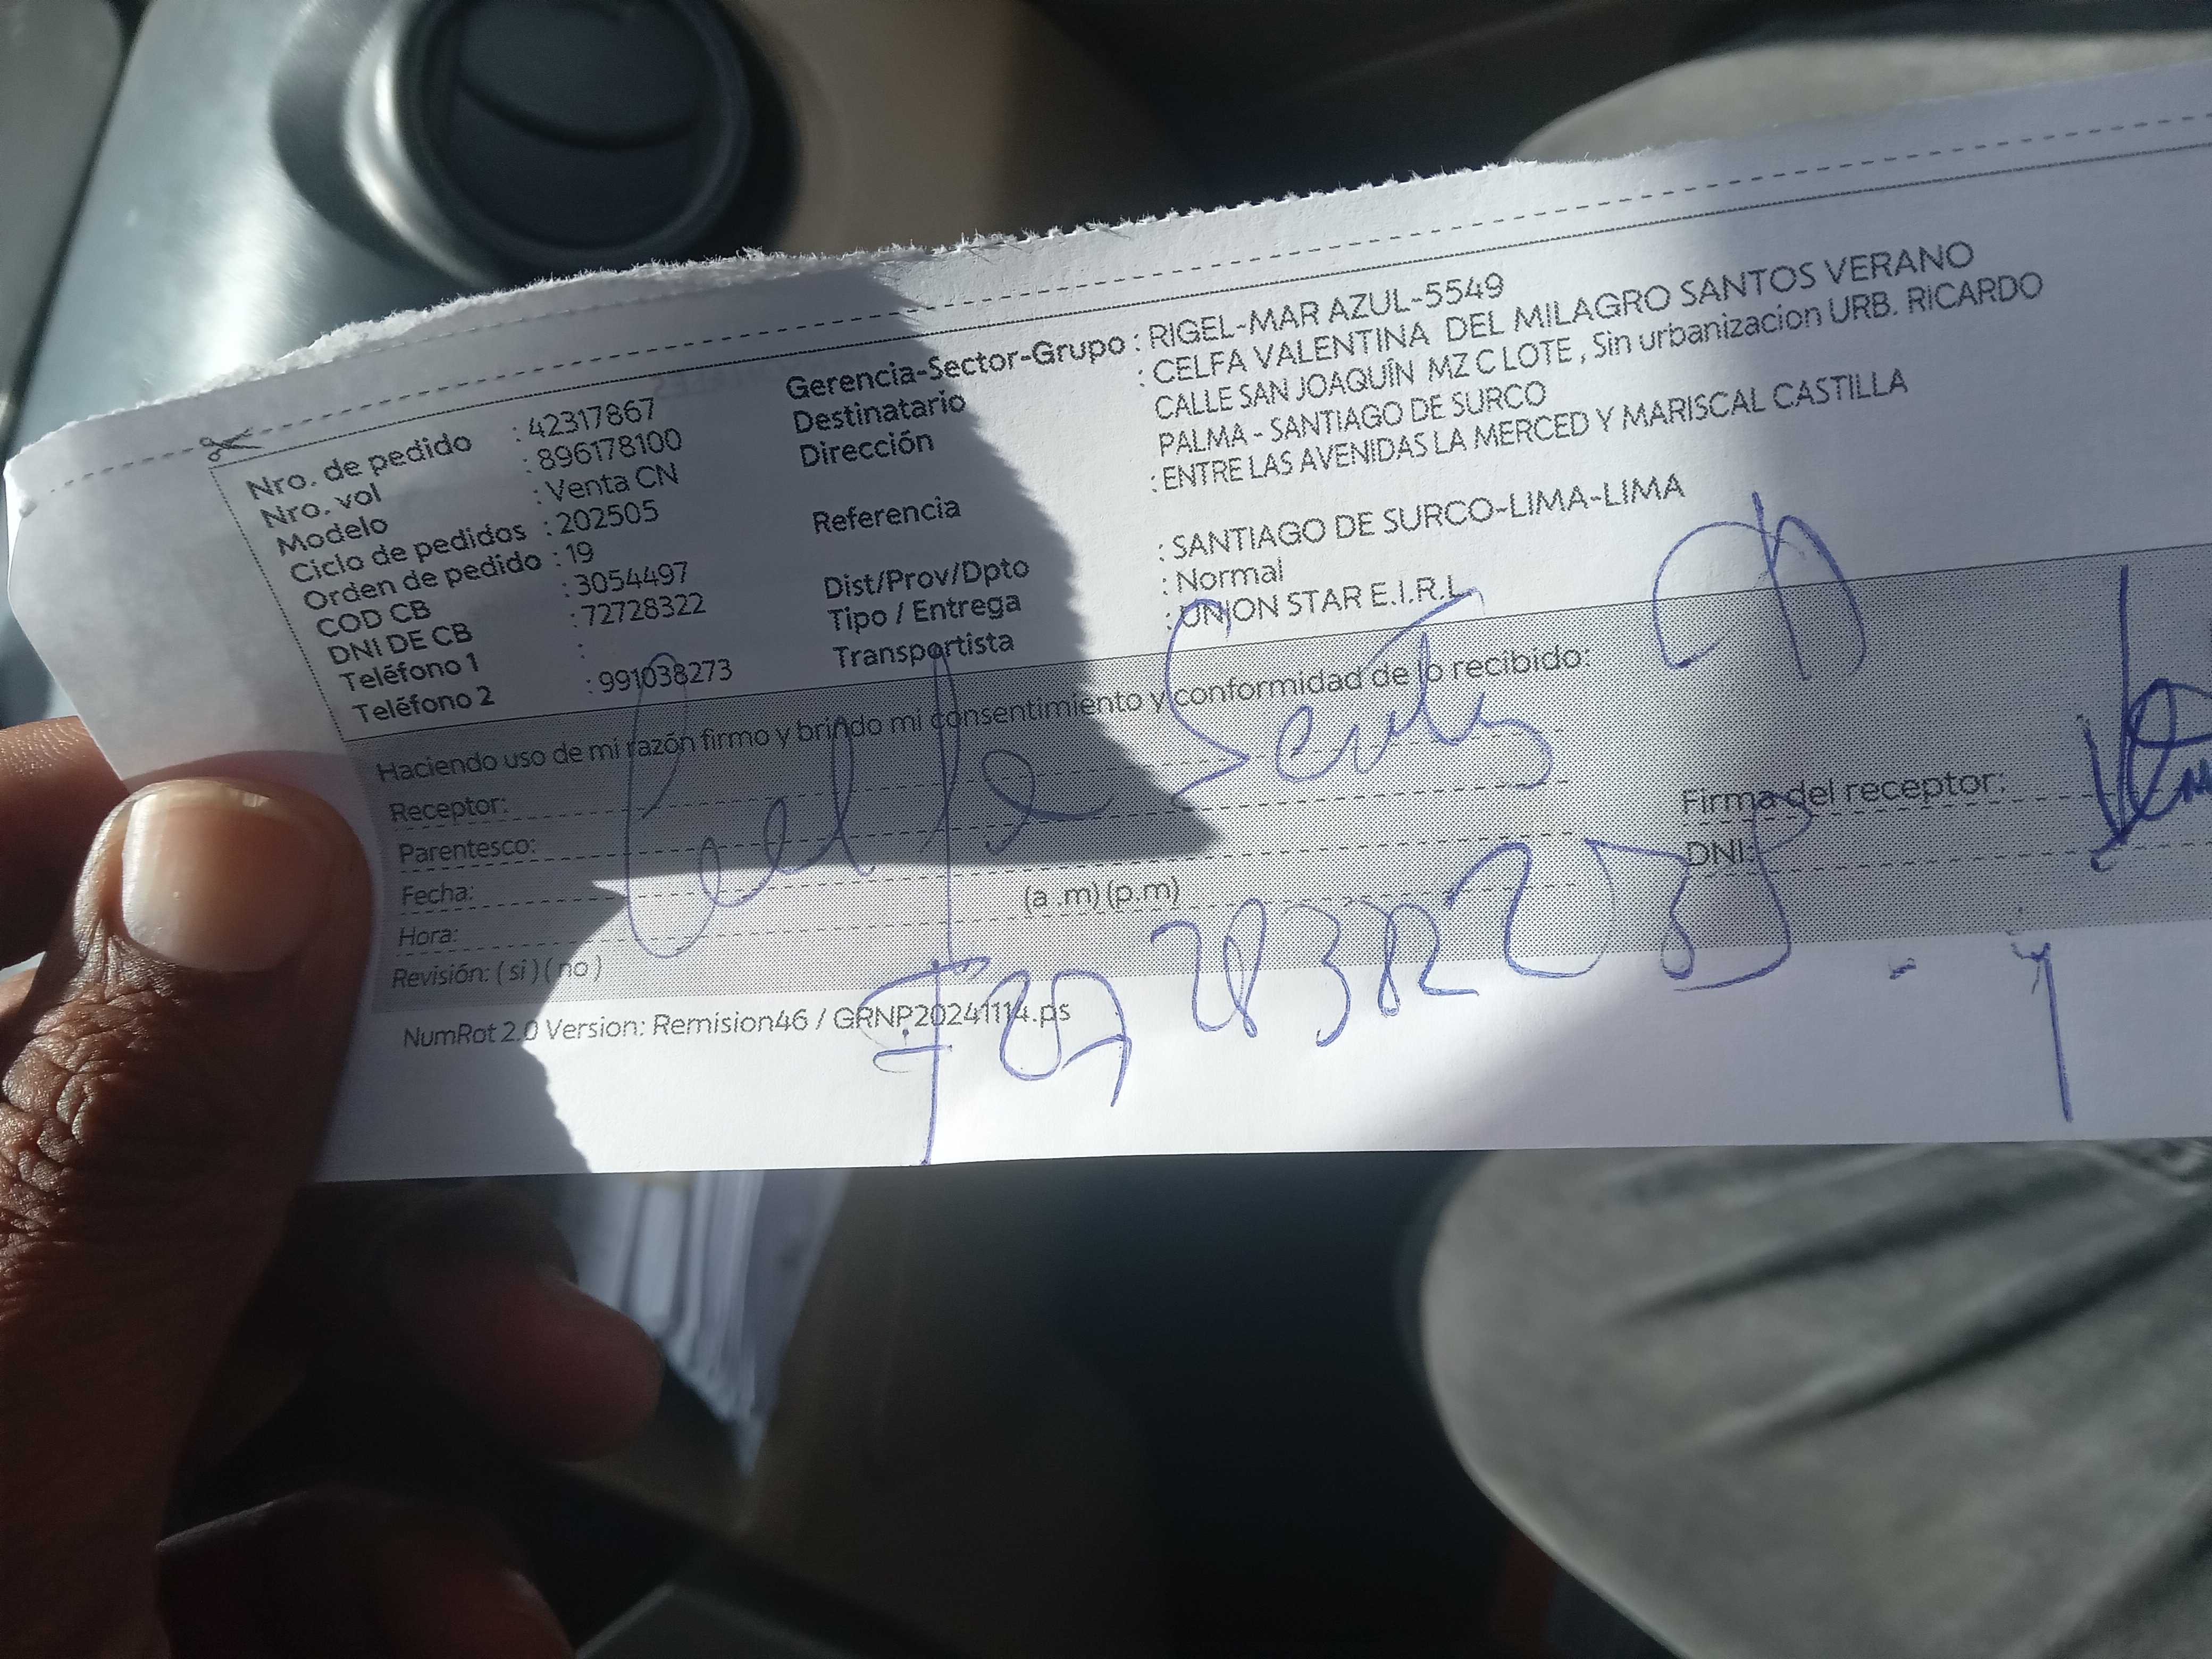 Nro. de pedido : 42317867
Nro. vol : 896178100
Modelo : Venta CN
Ciclo de pedidos : 202505
Orden de pedido : 19
COD CB : 3054497
DNI DE CB : 72728322
Teléfono 1 :
Teléfono 2 : 991038273
Gerencia-Sector-Grupo : RIGEL-MAR AZUL-5549
Destinatario : CELFA VALENTINA DEL MILAGRO SANTOS VERANO
Dirección CALLE SAN JOAQUÍN MZ C LOTE , Sin urbanizacion URB. RICARDO
PALMA - SANTIAGO DE SURCO
Referencia : ENTRE LAS AVENIDAS LA MERCED Y MARISCAL CASTILLA
Dist/Prov/Dpto : SANTIAGO DE SURCO-LIMA-LIMA
Tipo / Entrega : Normal
Transportista : UNION STAR E.I.R.L
Haciendo uso de mi razón firmo y brindo mi consentimiento y conformidad de lo recibido:
Receptor:
Parentesco:
Fecha:
Hora: (a .m) (p.m)
Revisión: ( si ) ( no )
Firma del receptor:
DNI:
Celfa Santos
NumRot 2.0 Version: Remision46 / GRNP20241114.ps